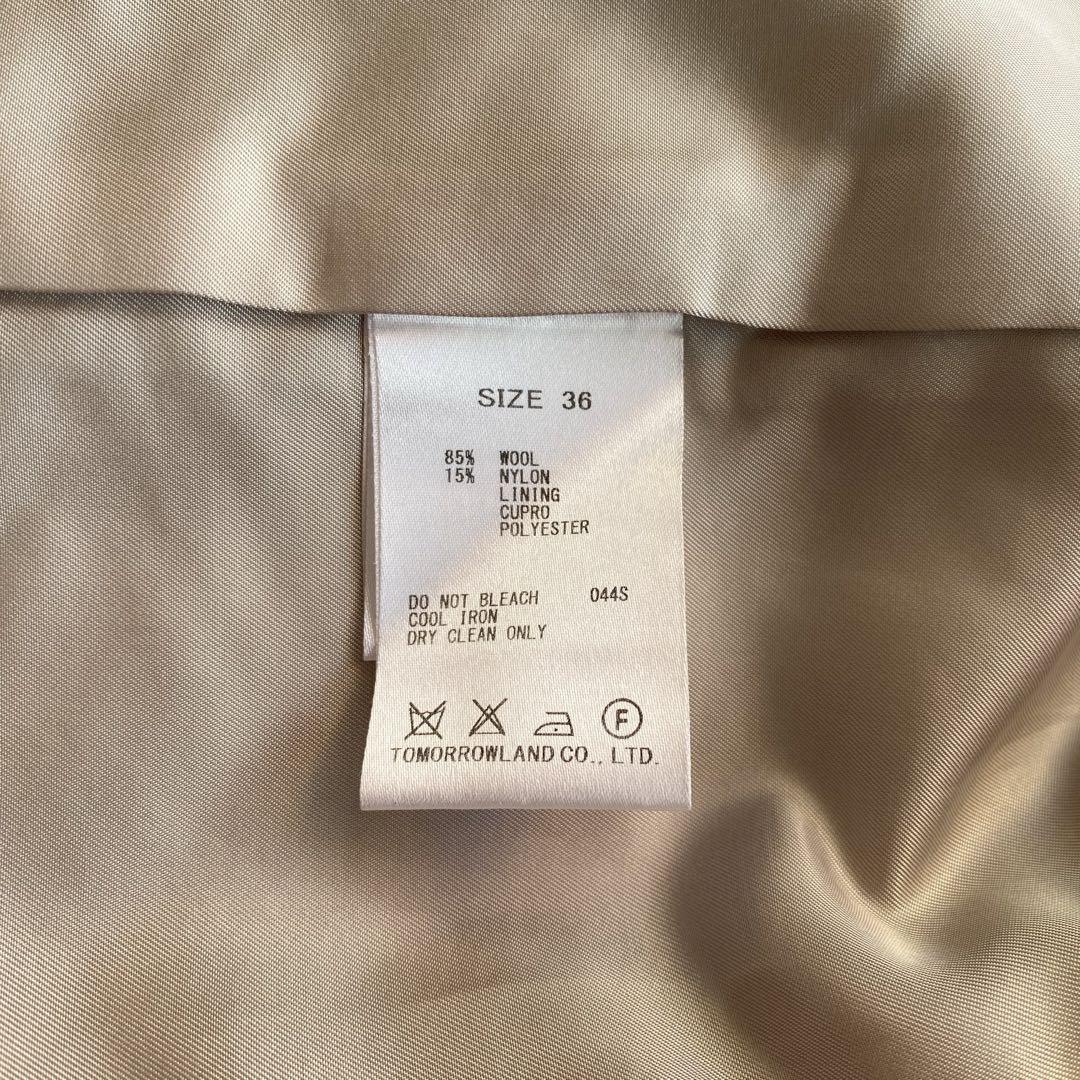 SIZE 36
85% WOOL
15% NYLON
LINING
CUPRO
POLYESTER
DO NOT BLEACH 044S
COOL IRON
DRY CLEAN ONLY
F
TOMORROWLAND CO., LTD.